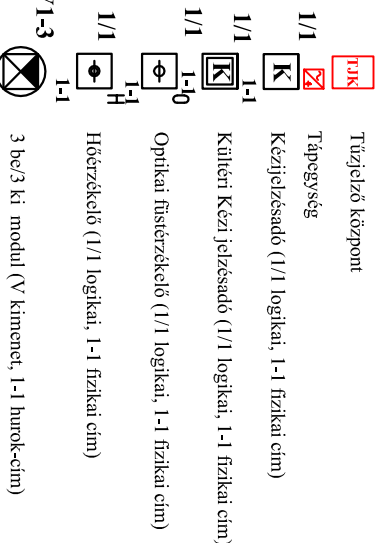 TJK Tűzjelző központ
Tápegység
1/1 K 1-1 Kézijelzésadó (1/1 logikai, 1-1 fizikai cím)
1/1 K 1-1 Kültéri Kézi jelzésadó (1/1 logikai, 1-1 fizikai cím)
1/1 O 1-1 Optikai füstérzékelő (1/1 logikai, 1-1 fizikai cím)
1/1 H 1-1 Hőérzékelő (1/1 logikai, 1-1 fizikai cím)
V1-3 3 be/3 ki modul (V kimenet, 1-1 hurok-cím)